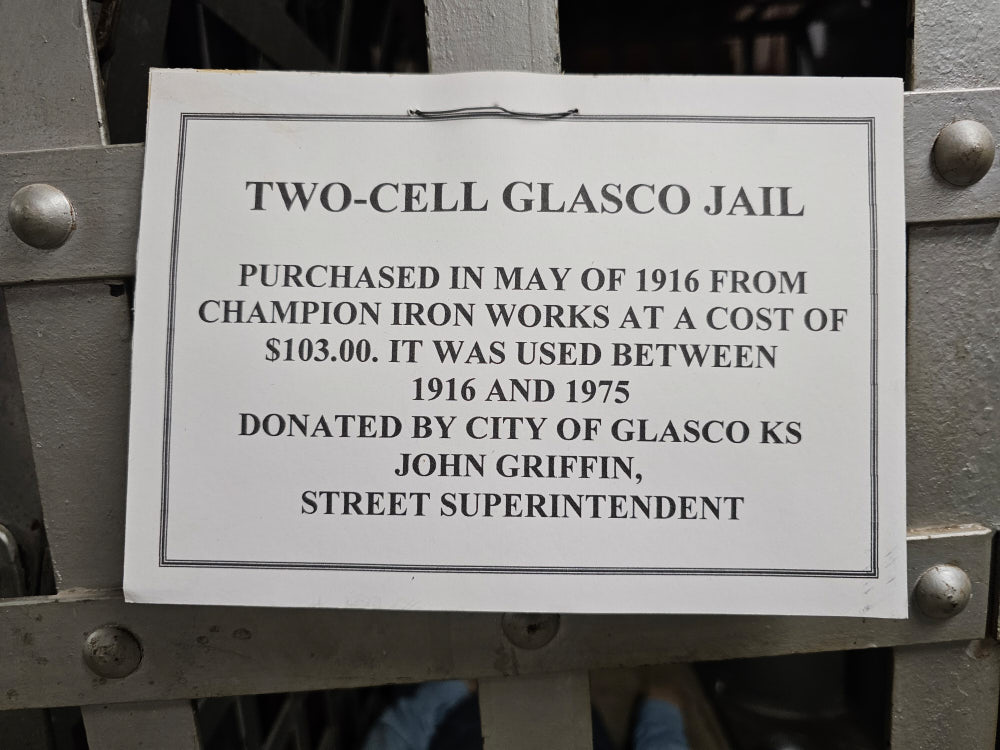 TWO-CELL GLASCO JAIL
PURCHASED IN MAY OF 1916 FROM
CHAMPION IRON WORKS AT A COST OF
$103.00. IT WAS USED BETWEEN
1916 AND 1975
DONATED BY CITY OF GLASCO KS
JOHN GRIFFIN,
STREET SUPERINTENDENT